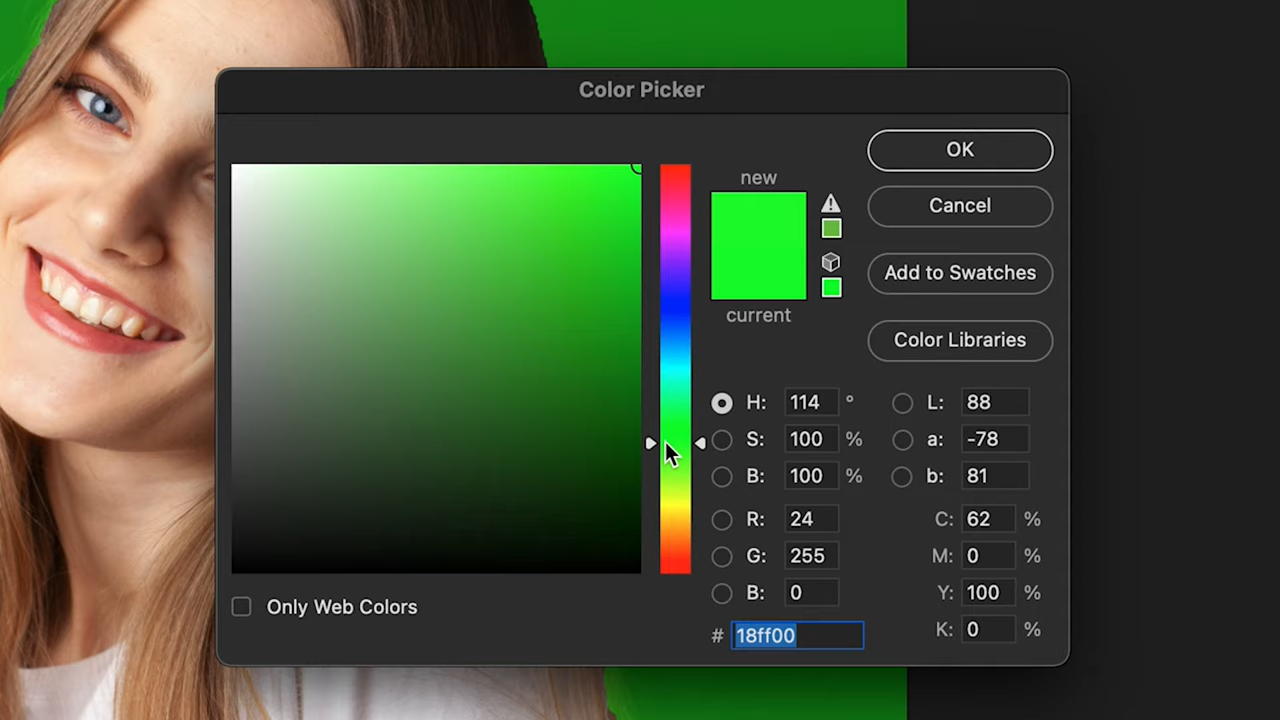 Color Picker
OK
new
Cancel
Add to Swatches
current
Color Libraries
H: 114 ° L: 88
S: 100 % a: -78
B: 100 % b: 81
R: 24 C: 62 %
G: 255 M: 0 %
B: 0 Y: 100 %
Only Web Colors
# 18ff00 K: 0 %